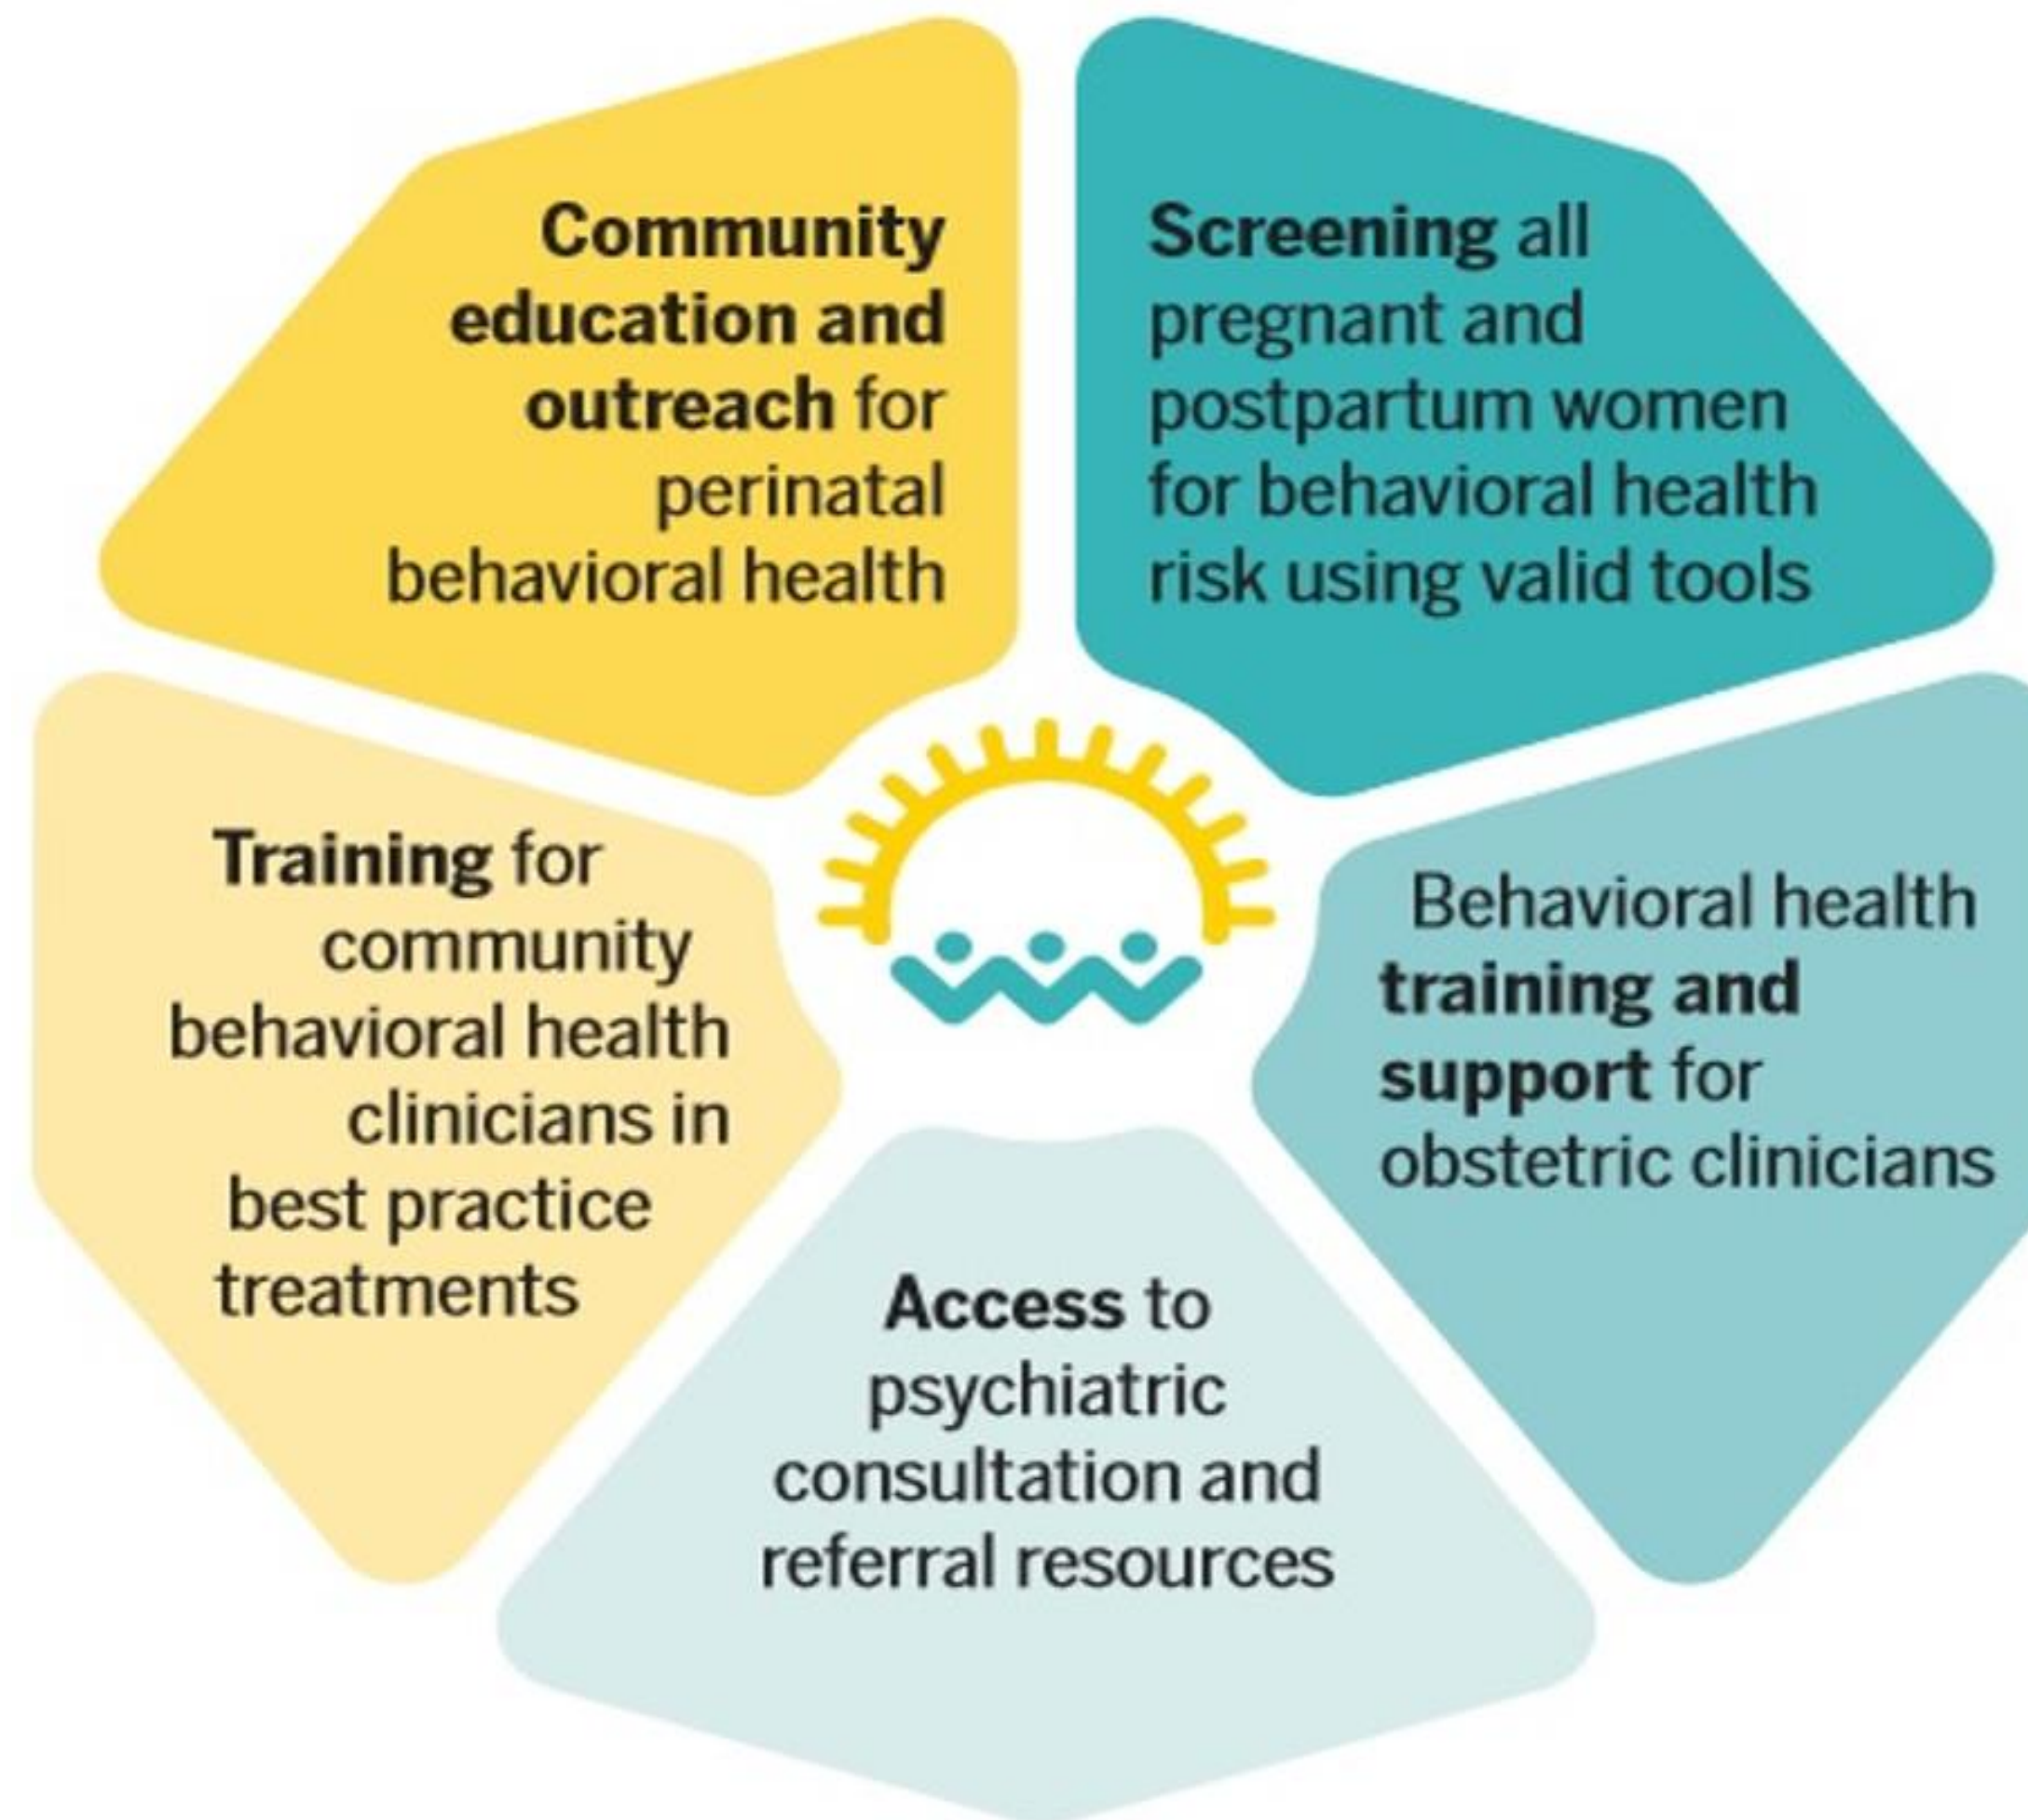 Community
education and
outreach for
perinatal
behavioral health
Screening all
pregnant and
postpartum women
for behavioral health
risk using valid tools
Behavioral health
training and
support for
obstetric clinicians
Access to
psychiatric
consultation and
referral resources
Training for
community
behavioral health
clinicians in
best practice
treatments